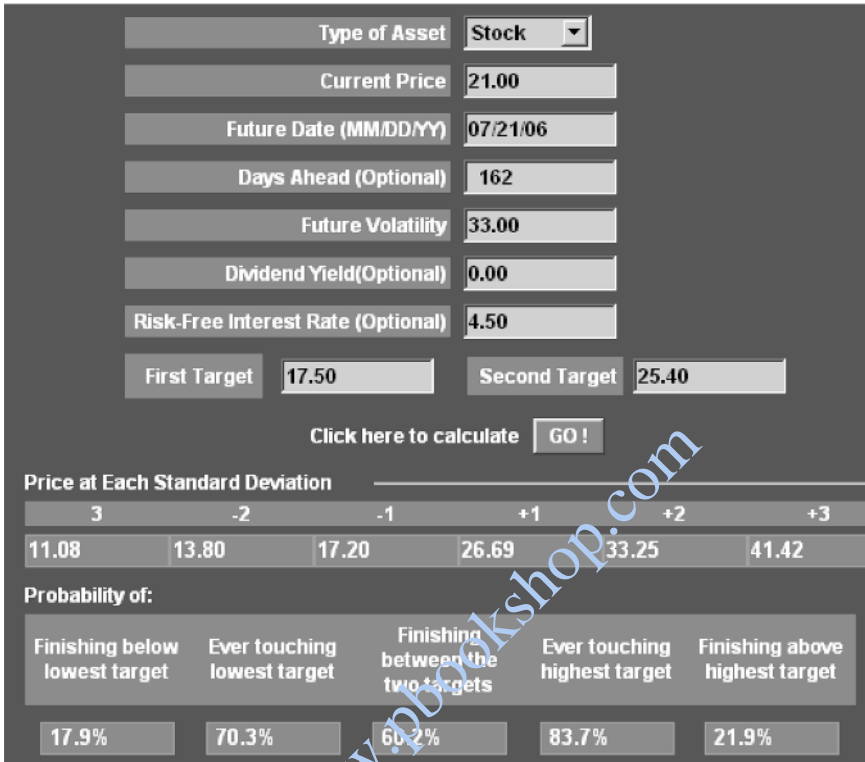 Type of Asset Stock
Current Price 21.00
Future Date (MM/DD/YY) 07/21/06
Days Ahead (Optional) 162
Future Volatility 33.00
Dividend Yield(Optional) 0.00
Risk-Free Interest Rate (Optional) 4.50
First Target 17.50 Second Target 25.40
Click here to calculate GO !
Price at Each Standard Deviation
3 -2 -1 +1 +2 +3
11.08 13.80 17.20 26.69 33.25 41.42
Probability of:
Finishing below lowest target
Ever touching lowest target
Finishing between the two targets
Ever touching highest target
Finishing above highest target
17.9% 70.3% 60.2% 83.7% 21.9%
w.pbookshop.com